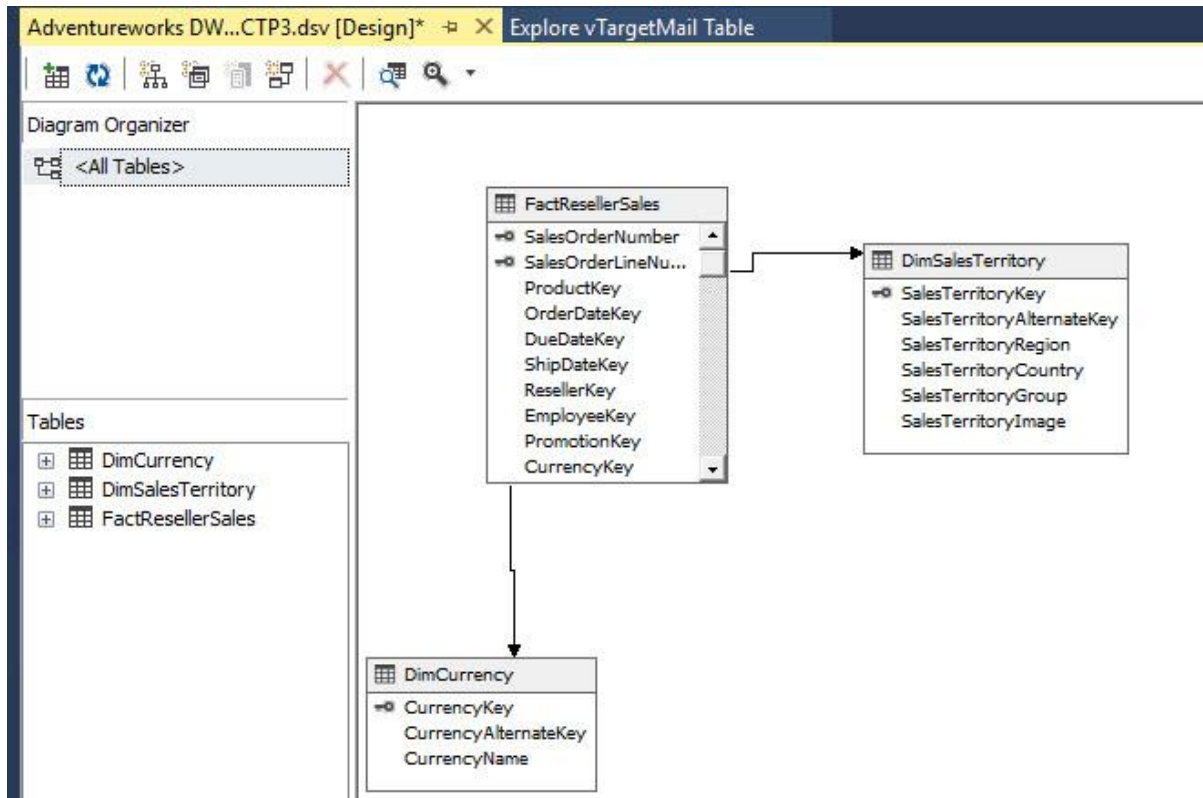 Adventureworks DW...CTP3.dsv [Design]*
Explore vTargetMail Table
Diagram Organizer
<All Tables>
Tables
DimCurrency
DimSalesTerritory
FactResellerSales
FactResellerSales
SalesOrderNumber
SalesOrderLineNu...
ProductKey
OrderDateKey
DueDateKey
ShipDateKey
ResellerKey
EmployeeKey
PromotionKey
CurrencyKey
DimSalesTerritory
SalesTerritoryKey
SalesTerritoryAlternateKey
SalesTerritoryRegion
SalesTerritoryCountry
SalesTerritoryGroup
SalesTerritoryImage
DimCurrency
CurrencyKey
CurrencyAlternateKey
CurrencyName